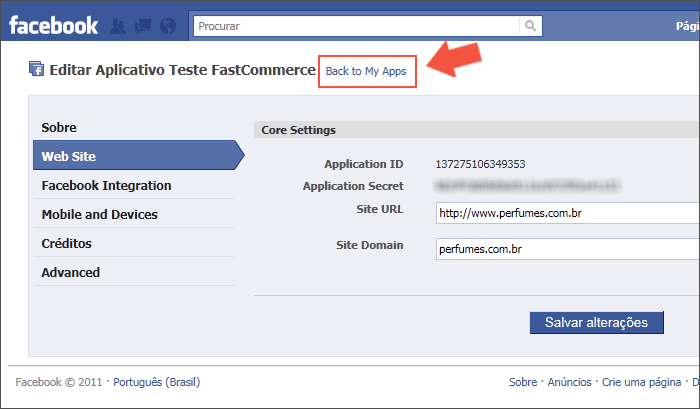 facebook Procurar Pági
Editar Aplicativo Teste FastCommerce Back to My Apps
Sobre
Web Site
Facebook Integration
Mobile and Devices
Créditos
Advanced
Core Settings
Application ID 137275106349353
Application Secret
Site URL http://www.perfumes.com.br
Site Domain perfumes.com.br
Salvar alterações
Facebook © 2011 · Português (Brasil) Sobre · Anúncios · Crie uma página · D